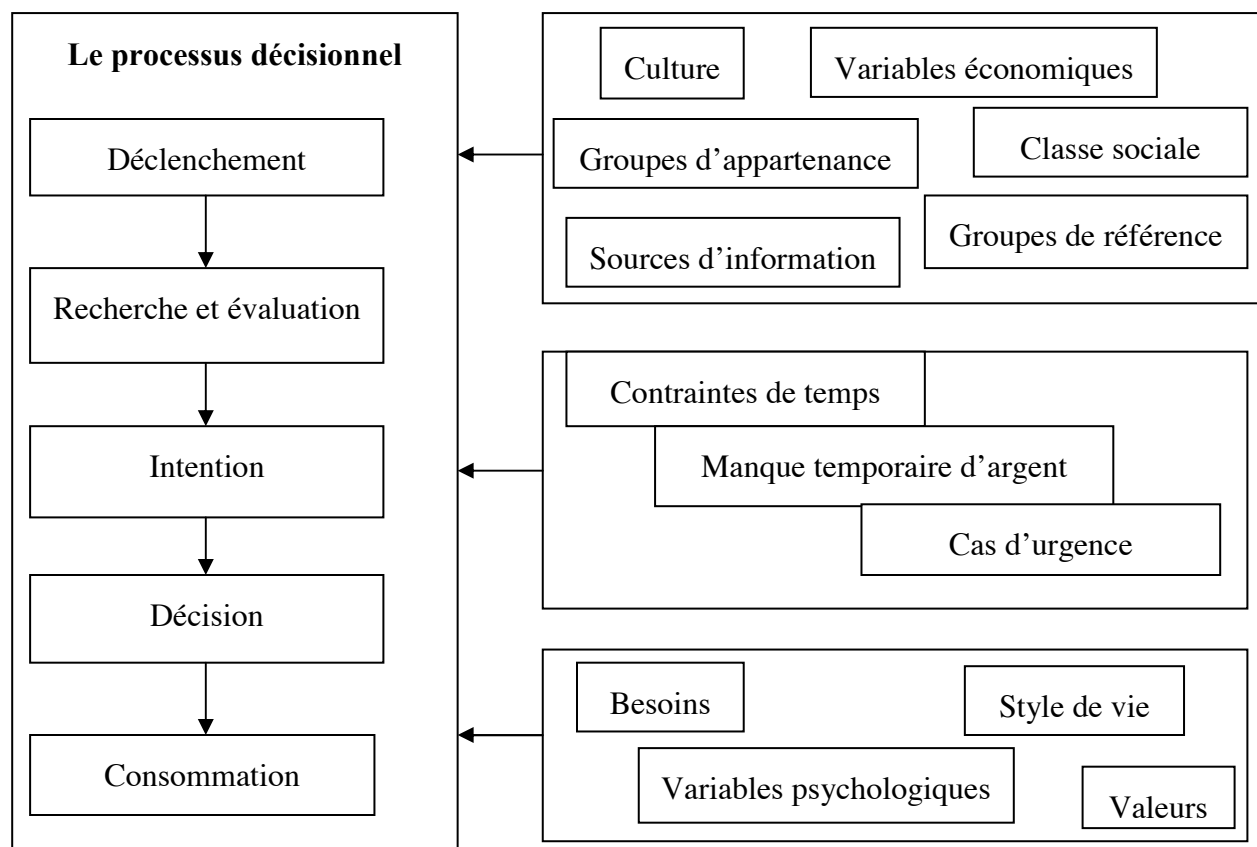 Le processus décisionnel
Déclenchement
Recherche et évaluation
Intention
Décision
Consommation
Culture
Variables économiques
Groupes d’appartenance
Classe sociale
Sources d’information
Groupes de référence
Contraintes de temps
Manque temporaire d’argent
Cas d’urgence
Besoins
Style de vie
Variables psychologiques
Valeurs